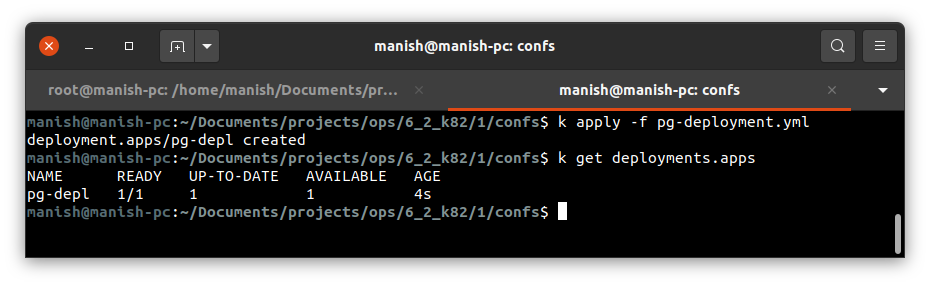 manish@manish-pc: confs
root@manish-pc: /home/manish/Documents/pr...
manish@manish-pc: confs
manish@manish-pc:~/Documents/projects/ops/6_2_k82/1/confs$ k apply -f pg-deployment.yml
deployment.apps/pg-depl created
manish@manish-pc:~/Documents/projects/ops/6_2_k82/1/confs$ k get deployments.apps
NAME      READY   UP-TO-DATE   AVAILABLE   AGE
pg-depl   1/1     1            1           4s
manish@manish-pc:~/Documents/projects/ops/6_2_k82/1/confs$